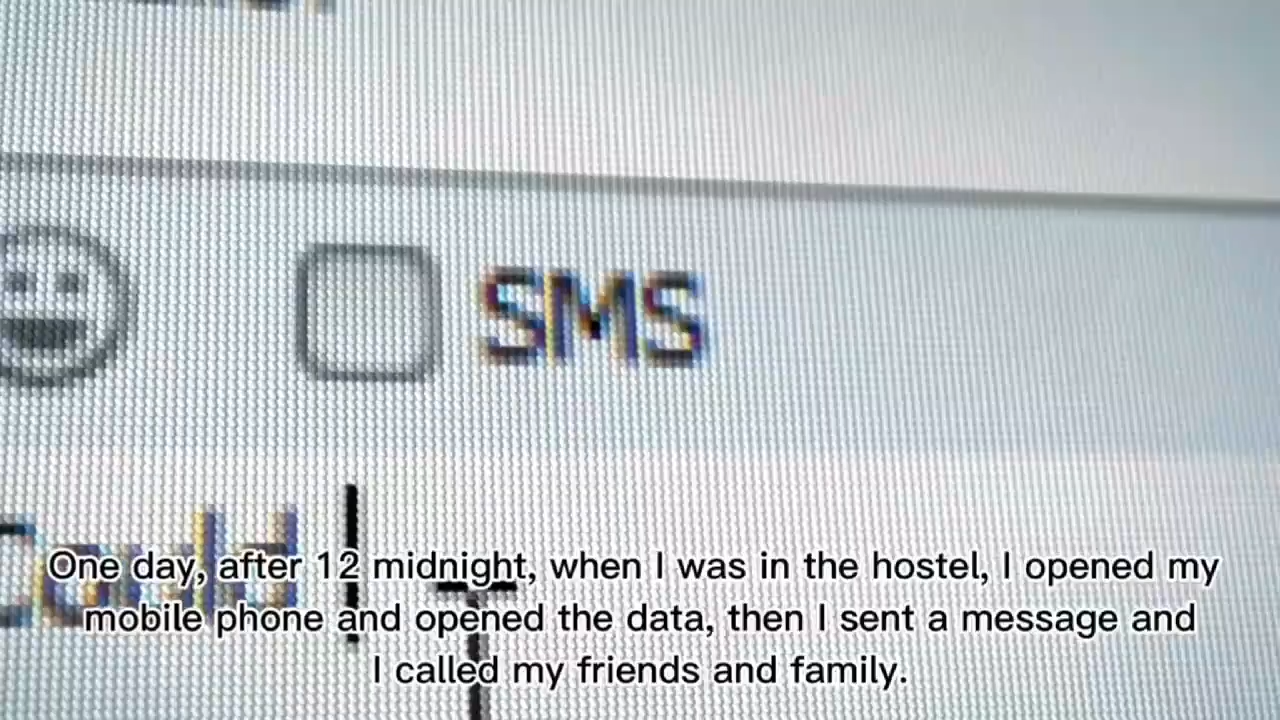 SMS
Could
One day, after 12 midnight, when I was in the hostel, I opened my
mobile phone and opened the data, then I sent a message and
I called my friends and family.